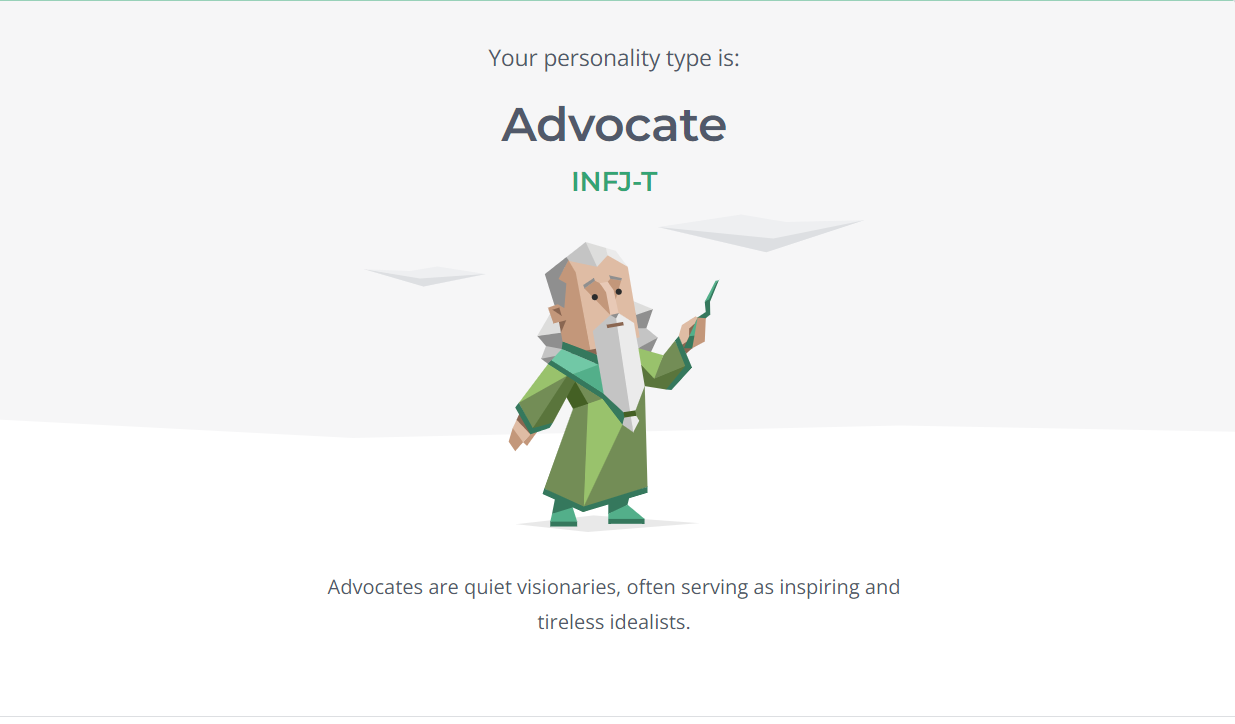 Your personality type is:
Advocate
INFJ-T
Advocates are quiet visionaries, often serving as inspiring and
tireless idealists.